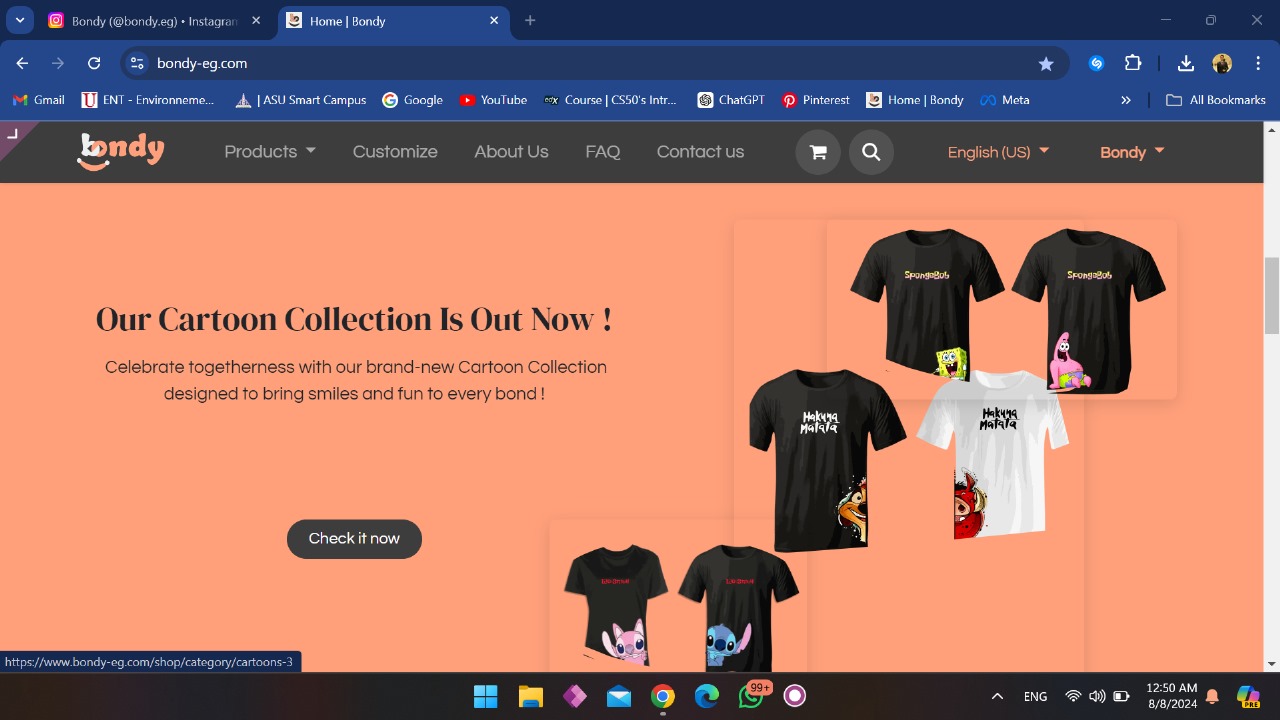 Bondy (@bondy.eg) • Instagram
Home | Bondy
bondy-eg.com
Gmail
ENT - Environneme...
| ASU Smart Campus
Google
YouTube
Course | CS50's Intr...
ChatGPT
Pinterest
Home | Bondy
Meta
All Bookmarks
bondy
Products
Customize
About Us
FAQ
Contact us
English (US)
Bondy
SpongeBob
SpongeBob
Our Cartoon Collection Is Out Now !
Celebrate togetherness with our brand-new Cartoon Collection
designed to bring smiles and fun to every bond !
Hakuna
Matata
Hakuna
Matata
Check it now
https://www.bondy-eg.com/shop/category/cartoons-3
99+
ENG
12:50 AM
8/8/2024
PRE